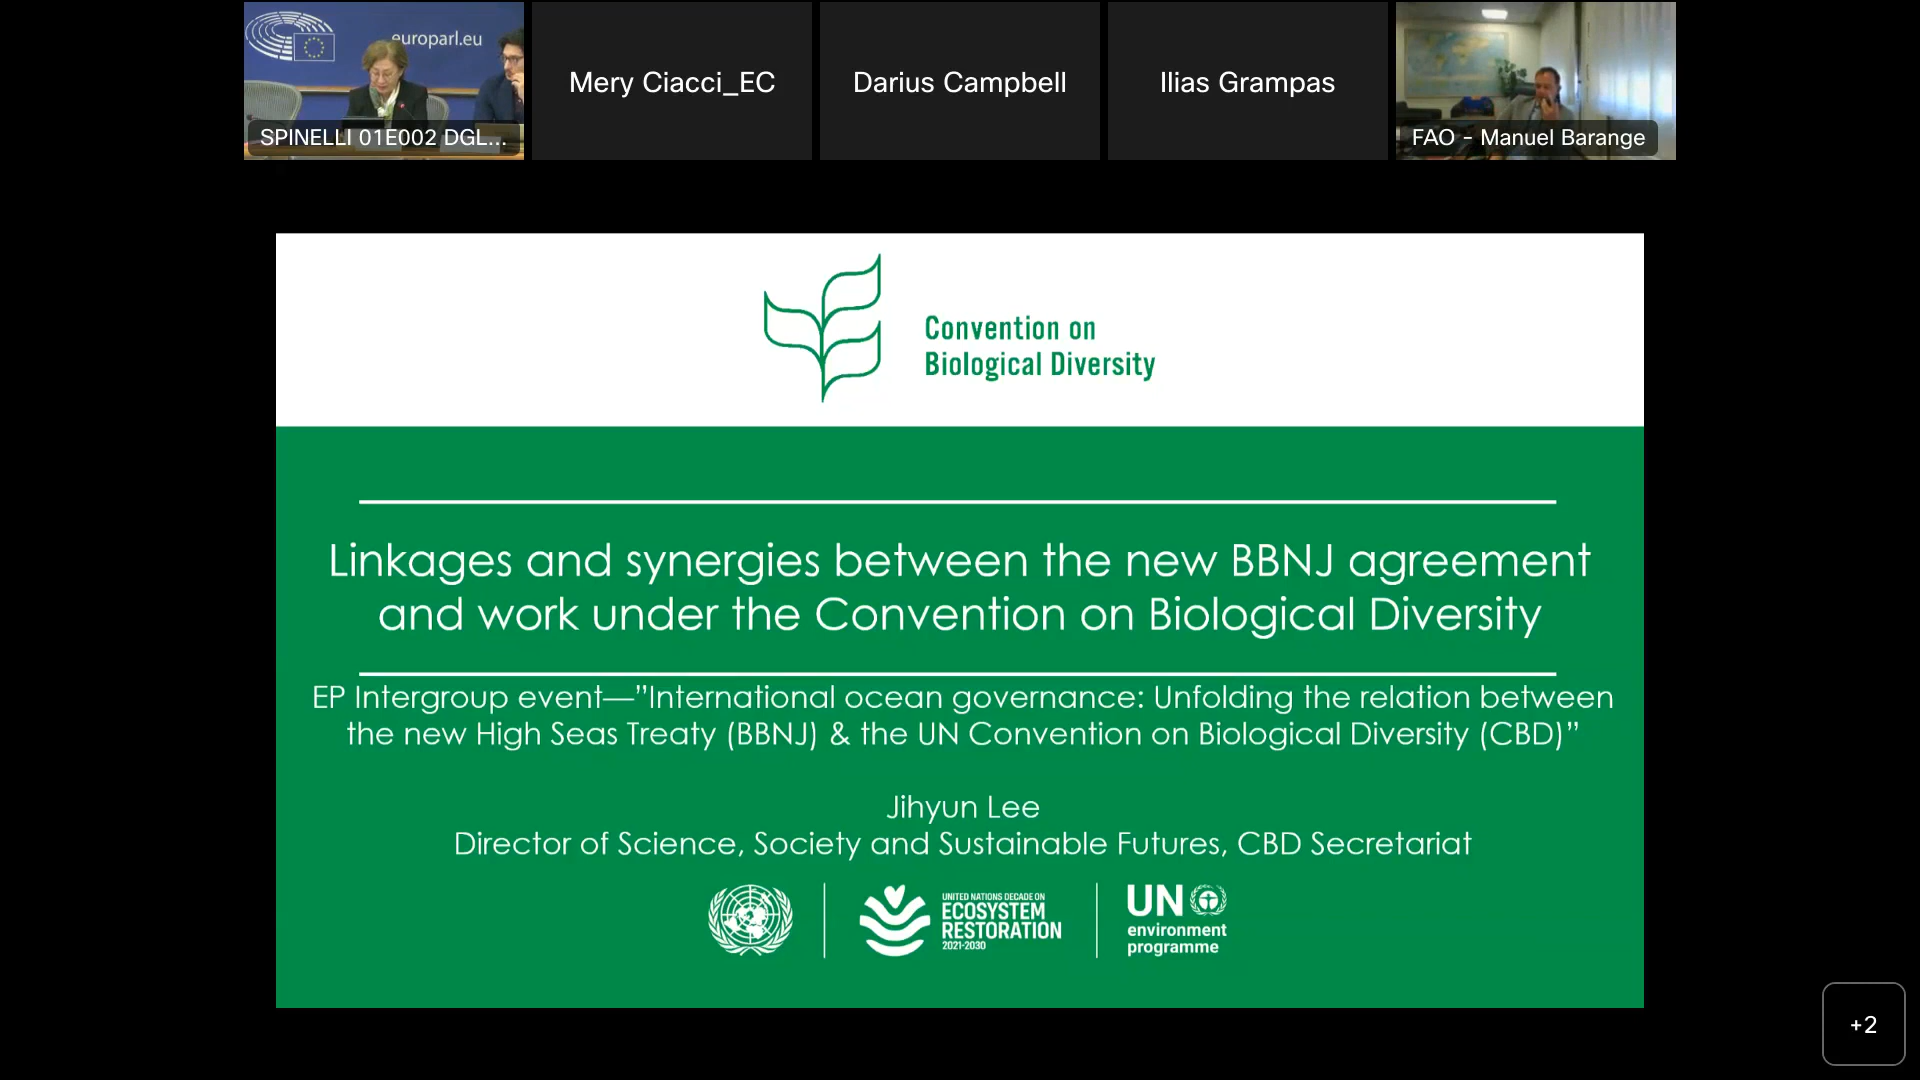 europarl.eu
SPINELLI 01E002 DGL...
Mery Ciacci_EC
Darius Campbell
Ilias Grampas
FAO - Manuel Barange
Convention on
Biological Diversity
Linkages and synergies between the new BBNJ agreement
and work under the Convention on Biological Diversity
EP Intergroup event—”International ocean governance: Unfolding the relation between
the new High Seas Treaty (BBNJ) & the UN Convention on Biological Diversity (CBD)”
Jihyun Lee
Director of Science, Society and Sustainable Futures, CBD Secretariat
UNITED NATIONS DECADE ON
ECOSYSTEM
RESTORATION
2021-2030
UN
environment
programme
+2